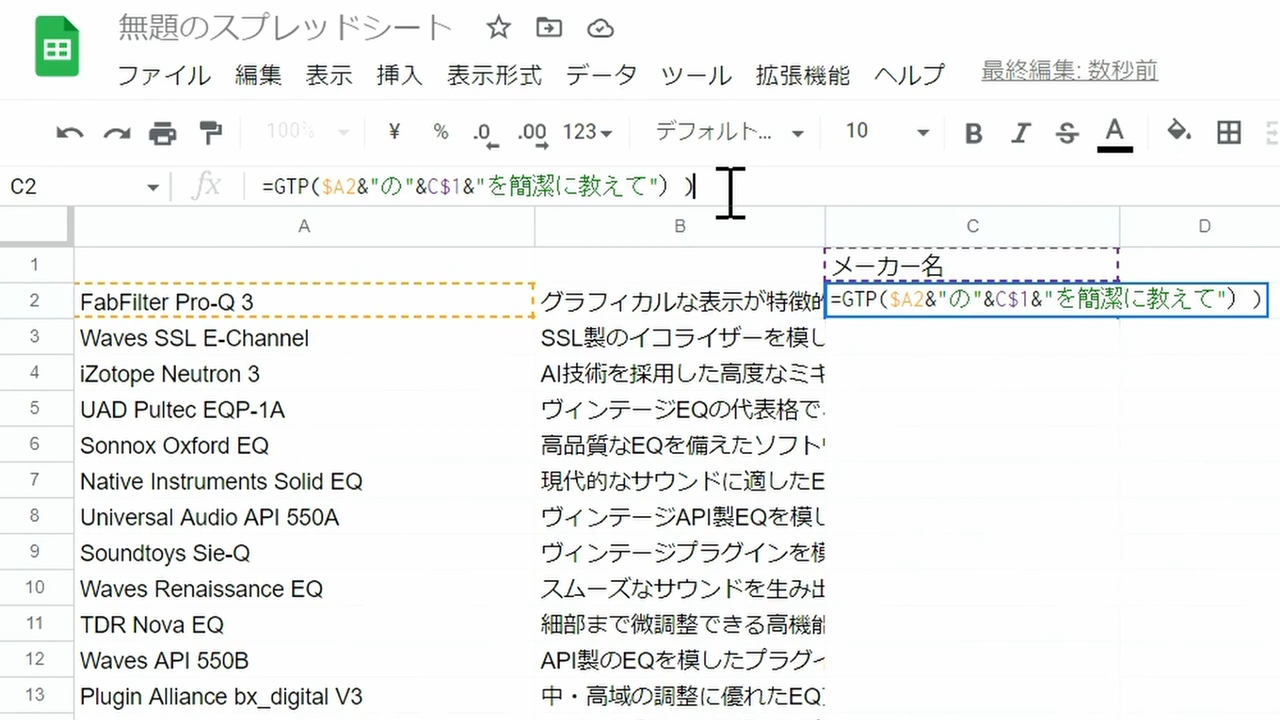 無題のスプレッドシート
ファイル 編集 表示 挿入 表示形式 データ ツール 拡張機能 ヘルプ 最終編集: 数秒前
100% ¥ % .0 .00 123 デフォルト... 10 B I S A
C2 fx =GTP($A2&"の"&C$1&"を簡潔に教えて") )
A B C D
1 メーカー名
2 FabFilter Pro-Q 3 グラフィカルな表示が特徴的 =GTP($A2&"の"&C$1&"を簡潔に教えて") )
3 Waves SSL E-Channel SSL製のイコライザーを模し
4 iZotope Neutron 3 AI技術を採用した高度なミキ
5 UAD Pultec EQP-1A ヴィンテージEQの代表格で
6 Sonnox Oxford EQ 高品質なEQを備えたソフト
7 Native Instruments Solid EQ 現代的なサウンドに適したE
8 Universal Audio API 550A ヴィンテージAPI製EQを模し
9 Soundtoys Sie-Q ヴィンテージプラグインを模
10 Waves Renaissance EQ スムーズなサウンドを生み出
11 TDR Nova EQ 細部まで微調整できる高機能
12 Waves API 550B API製のEQを模したプラグイ
13 Plugin Alliance bx_digital V3 中・高域の調整に優れたEQ